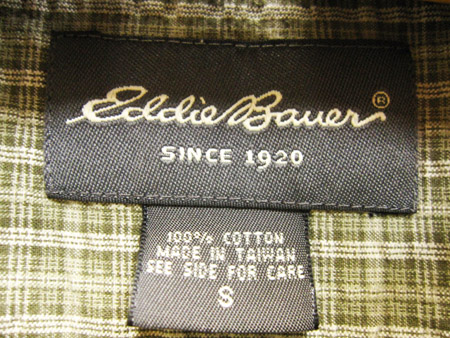 Eddie Bauer ®
SINCE 1920
100% COTTON
MADE IN TAIWAN
SEE SIDE FOR CARE
S